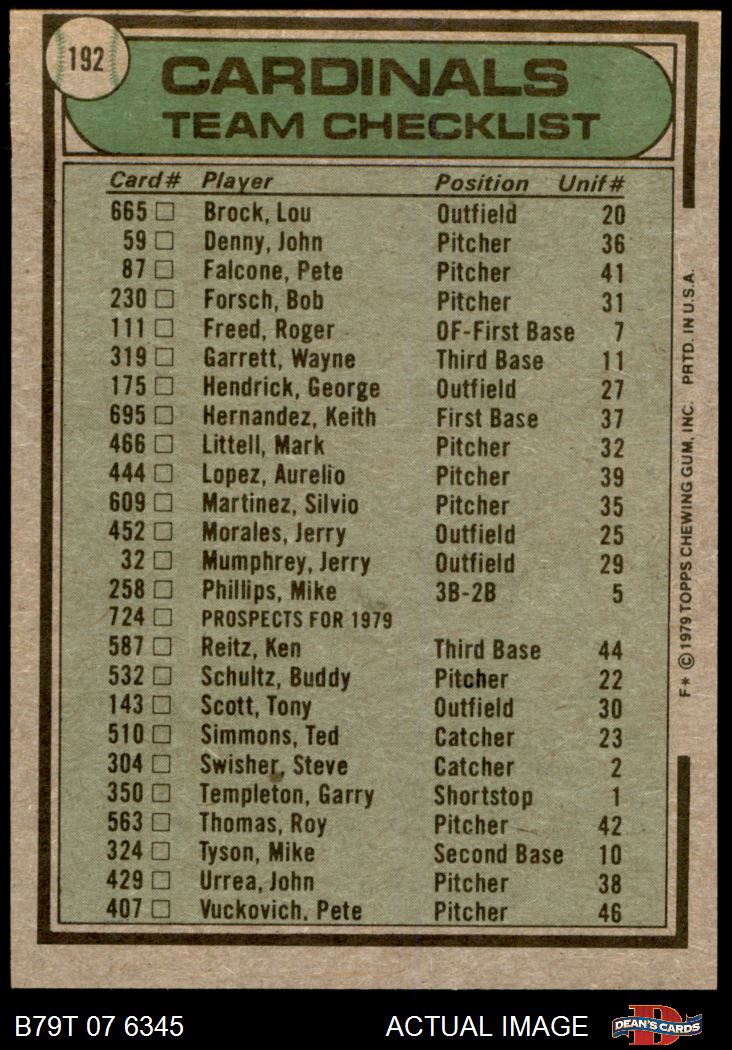 192
CARDINALS
TEAM CHECKLIST
Card# Player Position Unif#
665 Brock, Lou Outfield 20
59 Denny, John Pitcher 36
87 Falcone, Pete Pitcher 41
230 Forsch, Bob Pitcher 31
111 Freed, Roger OF-First Base 7
319 Garrett, Wayne Third Base 11
175 Hendrick, George Outfield 27
695 Hernandez, Keith First Base 37
466 Littell, Mark Pitcher 32
444 Lopez, Aurelio Pitcher 39
609 Martinez, Silvio Pitcher 35
452 Morales, Jerry Outfield 25
32 Mumphrey, Jerry Outfield 29
258 Phillips, Mike 3B-2B 5
724 PROSPECTS FOR 1979
587 Reitz, Ken Third Base 44
532 Schultz, Buddy Pitcher 22
143 Scott, Tony Outfield 30
510 Simmons, Ted Catcher 23
304 Swisher, Steve Catcher 2
350 Templeton, Garry Shortstop 1
563 Thomas, Roy Pitcher 42
324 Tyson, Mike Second Base 10
429 Urrea, John Pitcher 38
407 Vuckovich, Pete Pitcher 46
F* © 1979 TOPPS CHEWING GUM, INC. PRTD. IN U.S.A.
B79T 07 6345 ACTUAL IMAGE
D
DEAN'S CARDS